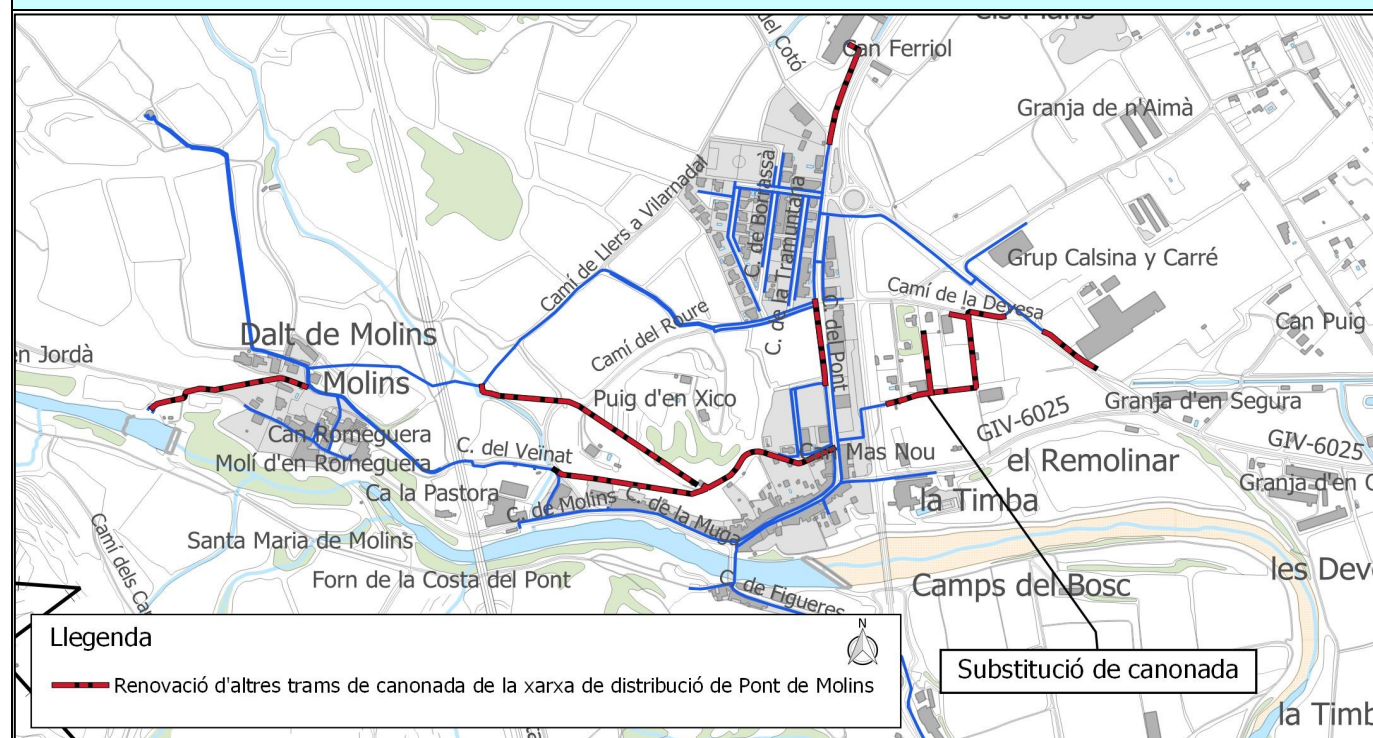 els Plans
del Cotó
Can Ferriol
Granja de n'Aimà
Camí de Llers a Vilarnadal
C. de Borrassà
C. de la Tramuntana
Grup Calsina y Carré
Camí de la Devesa
Can Puig
Dalt de Molins
en Jordà
Molins
Camí del Roure
C. del Pont
Puig d'en Xico
Granja d'en Segura
GIV-6025
GIV-6025
Can Romeguera
Molí d'en Romeguera
C. del Veïnat
Can Mas Nou
el Remolinar
Granja d'en
Ca la Pastora
C. de Molins
C. de la Muga
la Timba
Santa Maria de Molins
Camí dels
Forn de la Costa del Pont
C. de Figueres
Camps del Bosc
les Dev
Llegenda
N
Renovació d'altres trams de canonada de la xarxa de distribució de Pont de Molins
Substitució de canonada
la Timb